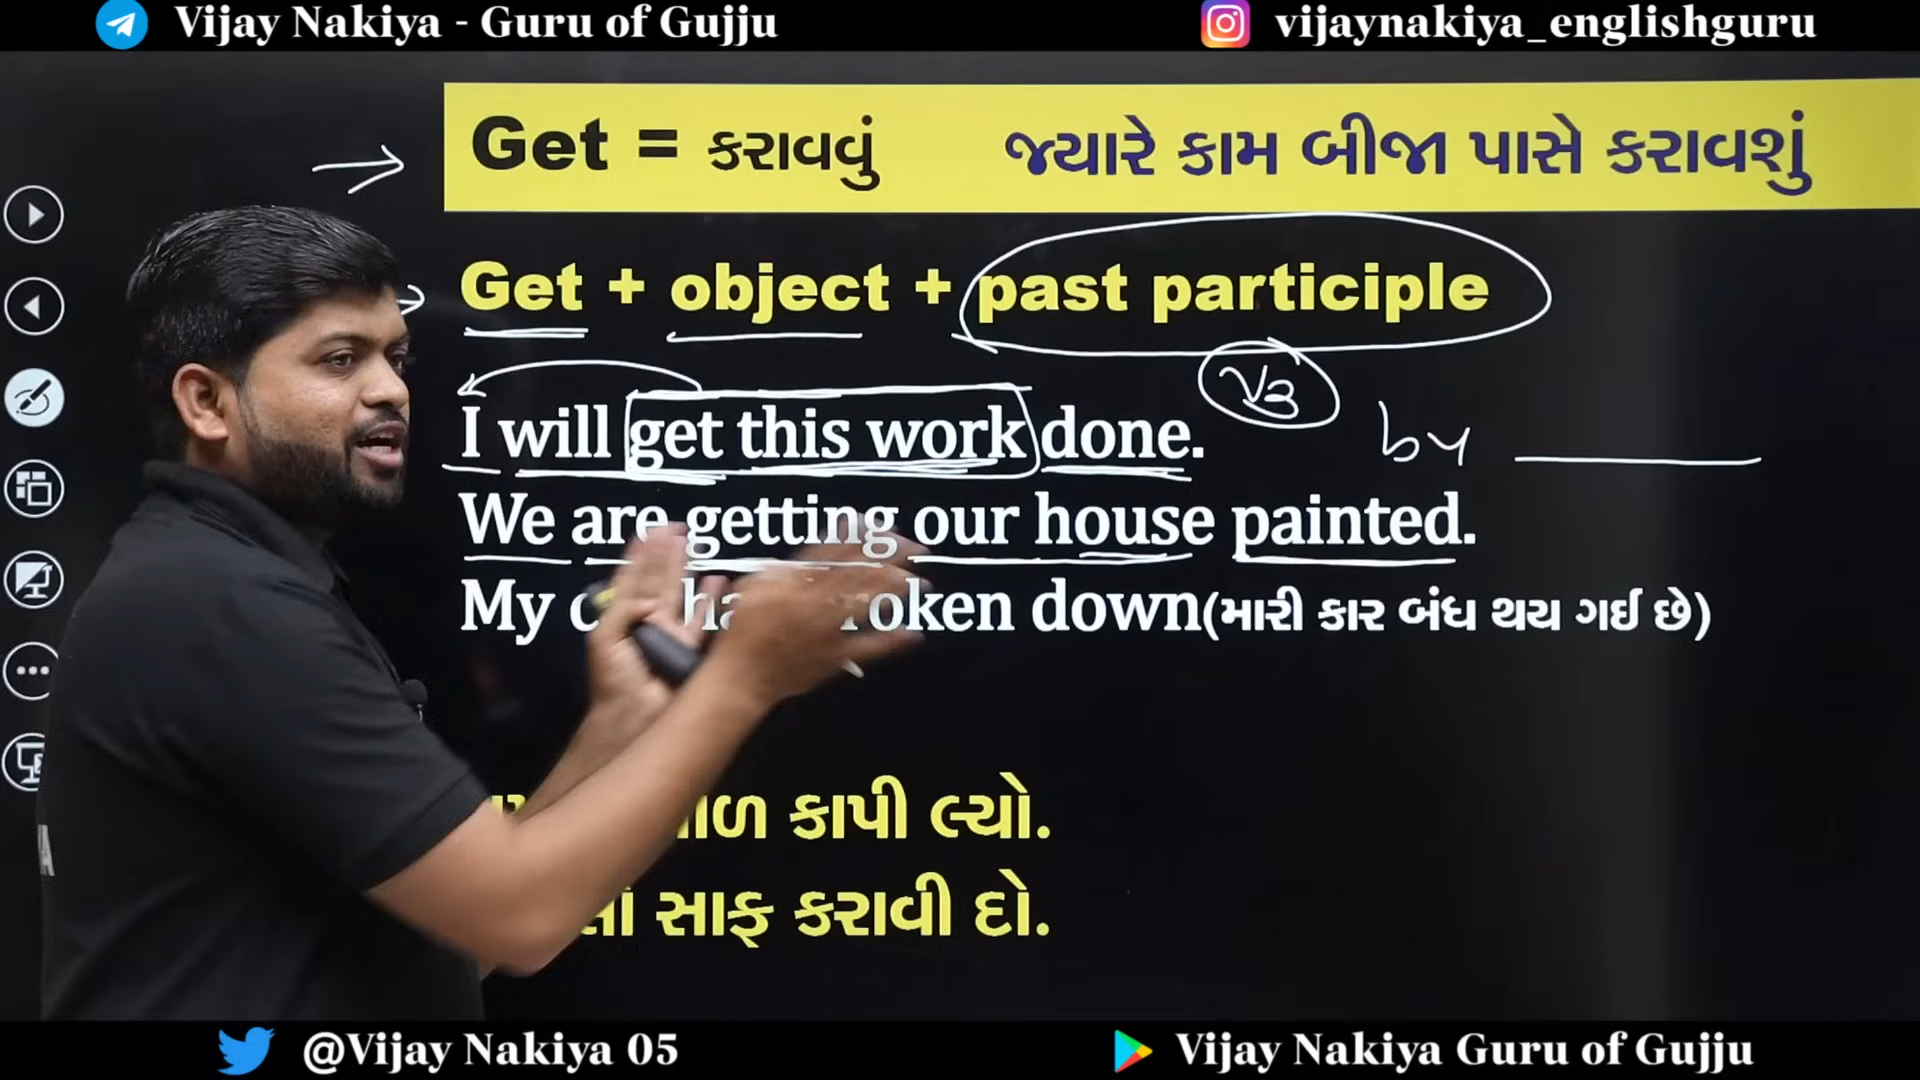 Vijay Nakiya - Guru of Gujju
vijaynakiya_englishguru
Get = કરાવવું જ્યારે કામ બીજા પાસે કરાવશું
Get + object + past participle
V3
I will get this work done. by
We are getting our house painted.
My broken down(મારી કાર બંધ થય ગઈ છે)
કાપી લ્યો.
સાફ કરાવી દો.
@Vijay Nakiya 05
Vijay Nakiya Guru of Gujju